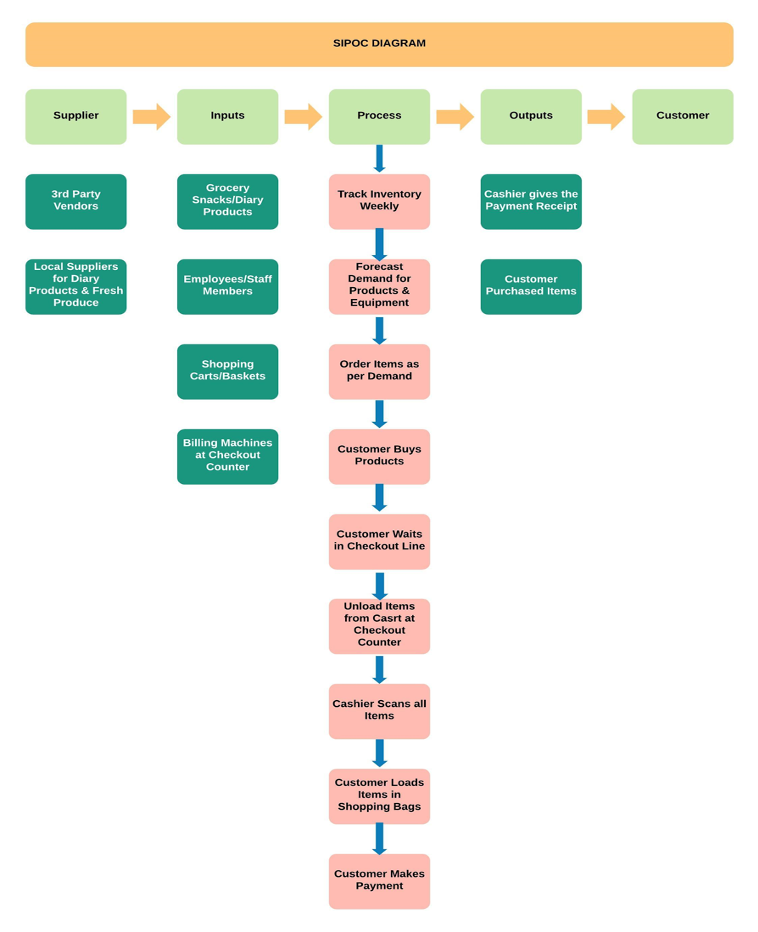 SIPOC DIAGRAM
Supplier
Inputs
Process
Outputs
Customer
3rd Party
Vendors
Grocery
Snacks/Diary
Products
Track Inventory
Weekly
Cashier gives the
Payment Receipt
Local Suppliers
for Diary
Products & Fresh
Produce
Employees/Staff
Members
Forecast
Demand for
Products &
Equipment
Customer
Purchased Items
Shopping
Carts/Baskets
Order Items as
per Demand
Billing Machines
at Checkout
Counter
Customer Buys
Products
Customer Waits
in Checkout Line
Unload Items
from Casrt at
Checkout
Counter
Cashier Scans all
Items
Customer Loads
Items in
Shopping Bags
Customer Makes
Payment